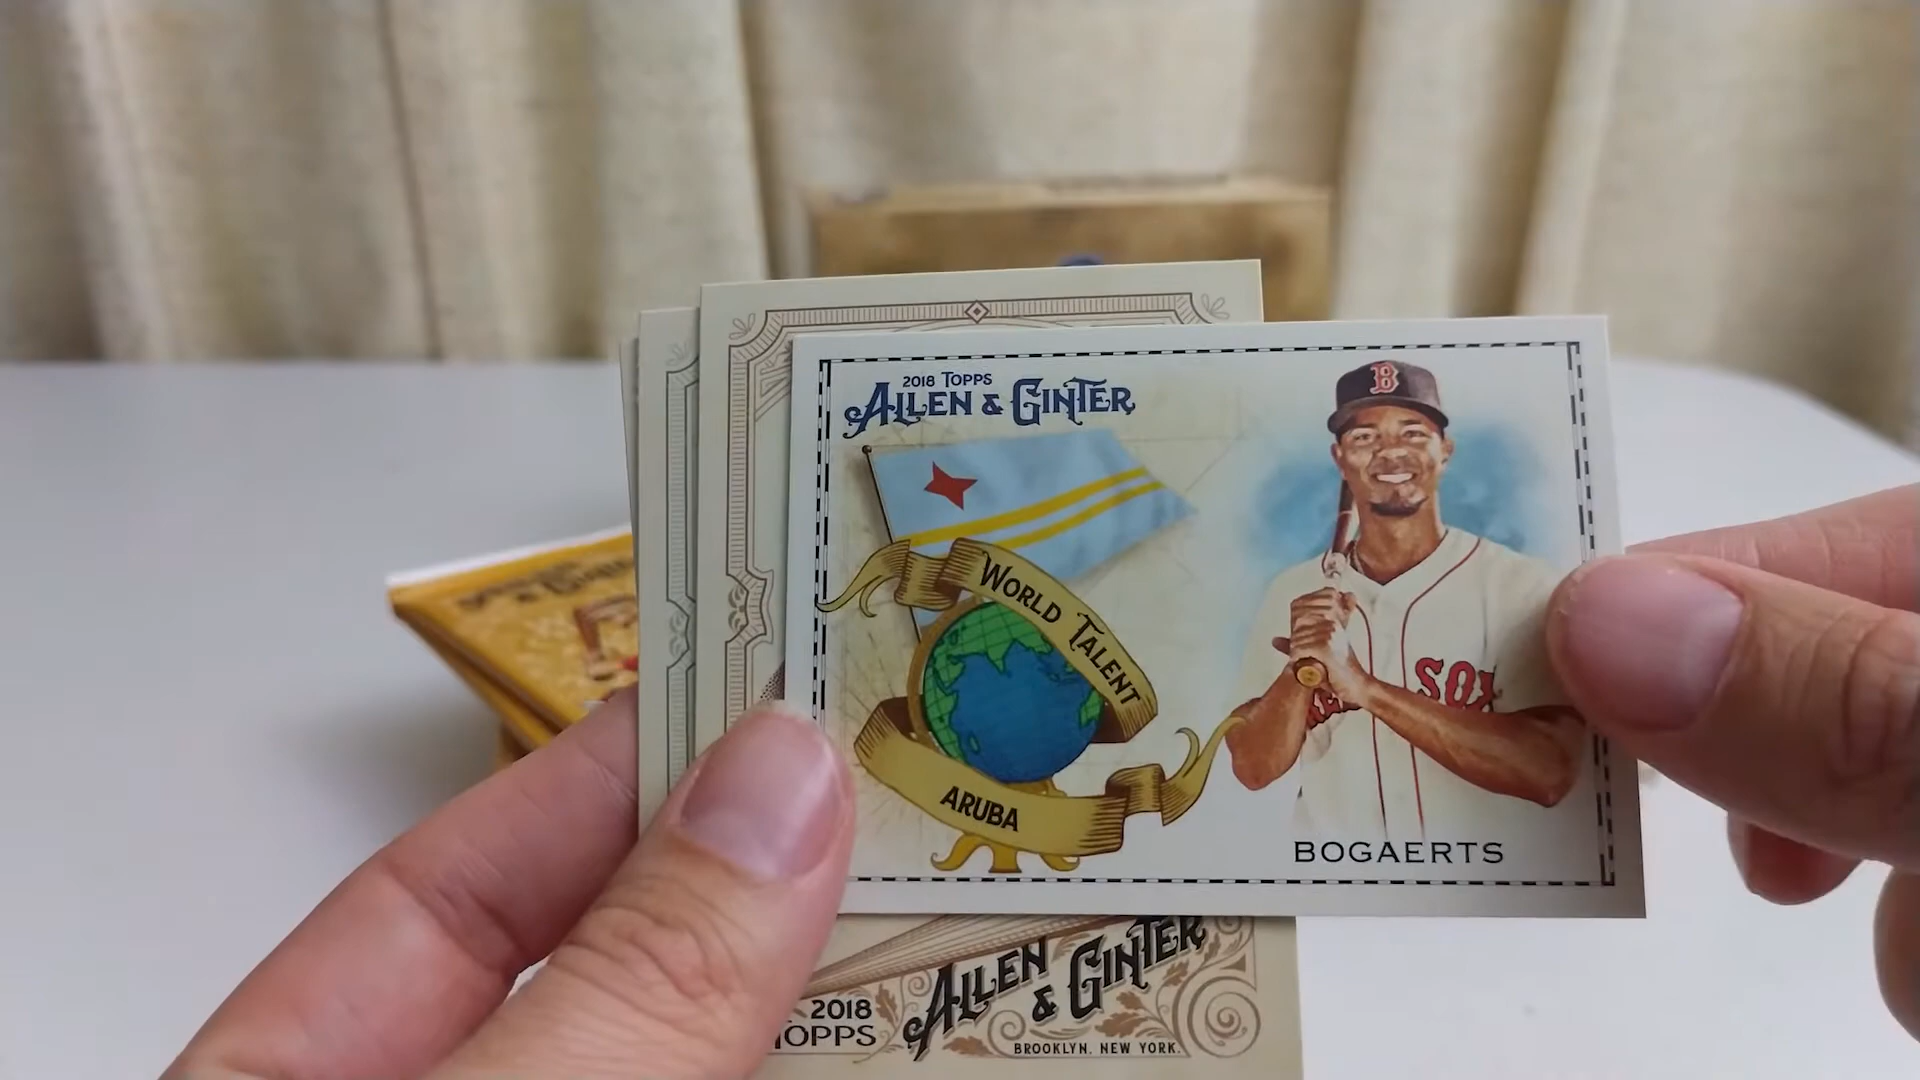 2018 TOPPS
ALLEN & GINTER
B
WORLD TALENT
SOX
ARUBA
BOGAERTS
ALLEN
& GINTER
2018
TOPPS
BROOKLYN, NEW YORK.